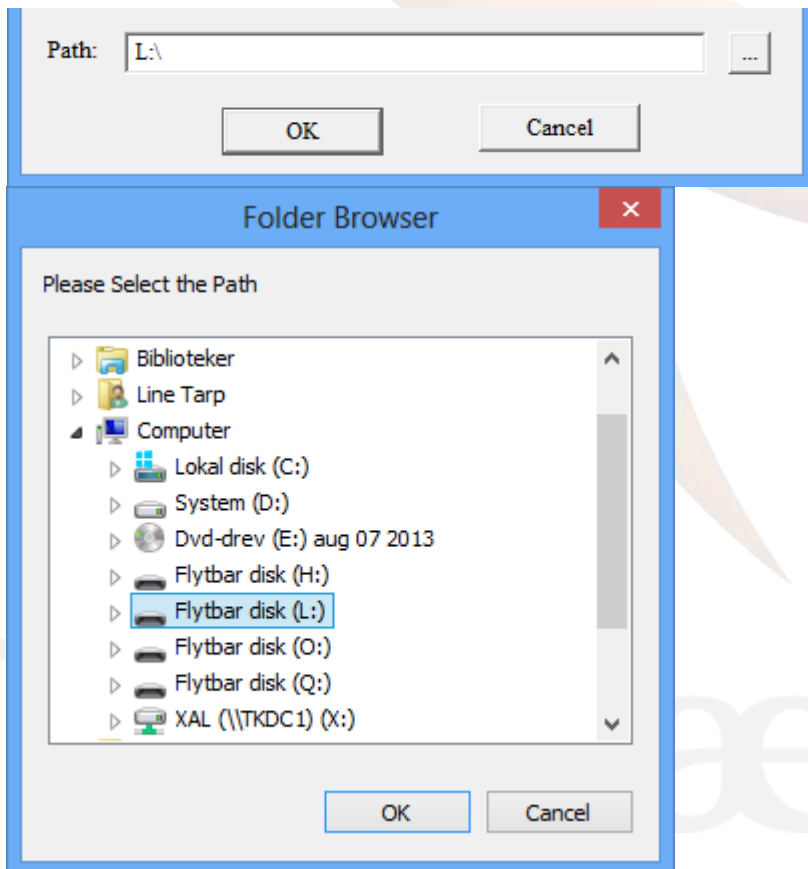 Path: L:\ ...
OK Cancel
Folder Browser
Please Select the Path
Biblioteker
Line Tarp
Computer
Lokal disk (C:)
System (D:)
Dvd-drev (E:) aug 07 2013
Flytbar disk (H:)
Flytbar disk (L:)
Flytbar disk (O:)
Flytbar disk (Q:)
XAL (\\TKDC1) (X:)
OK Cancel
æ